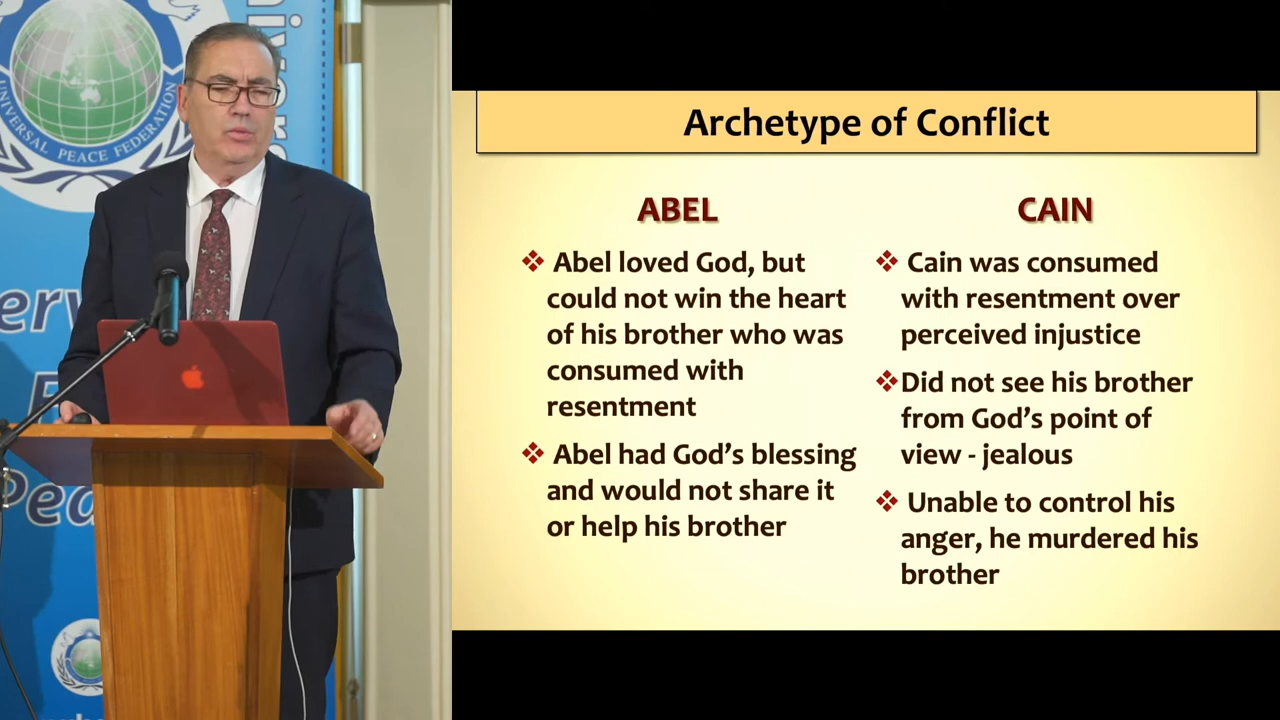 UNIVERSAL PEACE FEDERATION
Archetype of Conflict
ABEL
❖ Abel loved God, but
could not win the heart
of his brother who was
consumed with
resentment
❖ Abel had God’s blessing
and would not share it
or help his brother
CAIN
❖ Cain was consumed
with resentment over
perceived injustice
❖Did not see his brother
from God’s point of
view - jealous
❖ Unable to control his
anger, he murdered his
brother